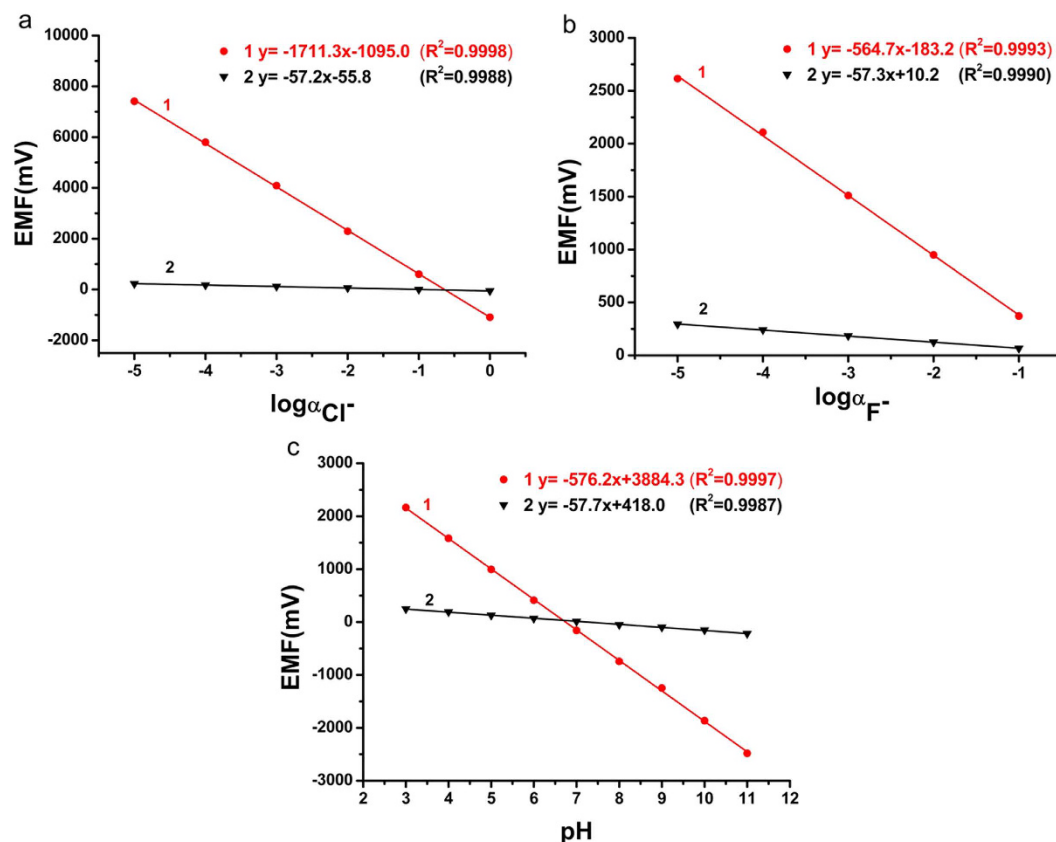 a
1 y= -1711.3x-1095.0 (R²=0.9998)
2 y= -57.2x-55.8 (R²=0.9988)
1
2
EMF(mV)
10000
8000
6000
4000
2000
0
-2000
-5 -4 -3 -2 -1 0
logαCl-
b
1 y= -564.7x-183.2 (R²=0.9993)
2 y= -57.3x+10.2 (R²=0.9990)
1
2
EMF(mV)
3000
2500
2000
1500
1000
500
0
-5 -4 -3 -2 -1
logαF-
c
1 y= -576.2x+3884.3 (R²=0.9997)
2 y= -57.7x+418.0 (R²=0.9987)
1
2
EMF(mV)
3000
2000
1000
0
-1000
-2000
-3000
2 3 4 5 6 7 8 9 10 11 12
pH